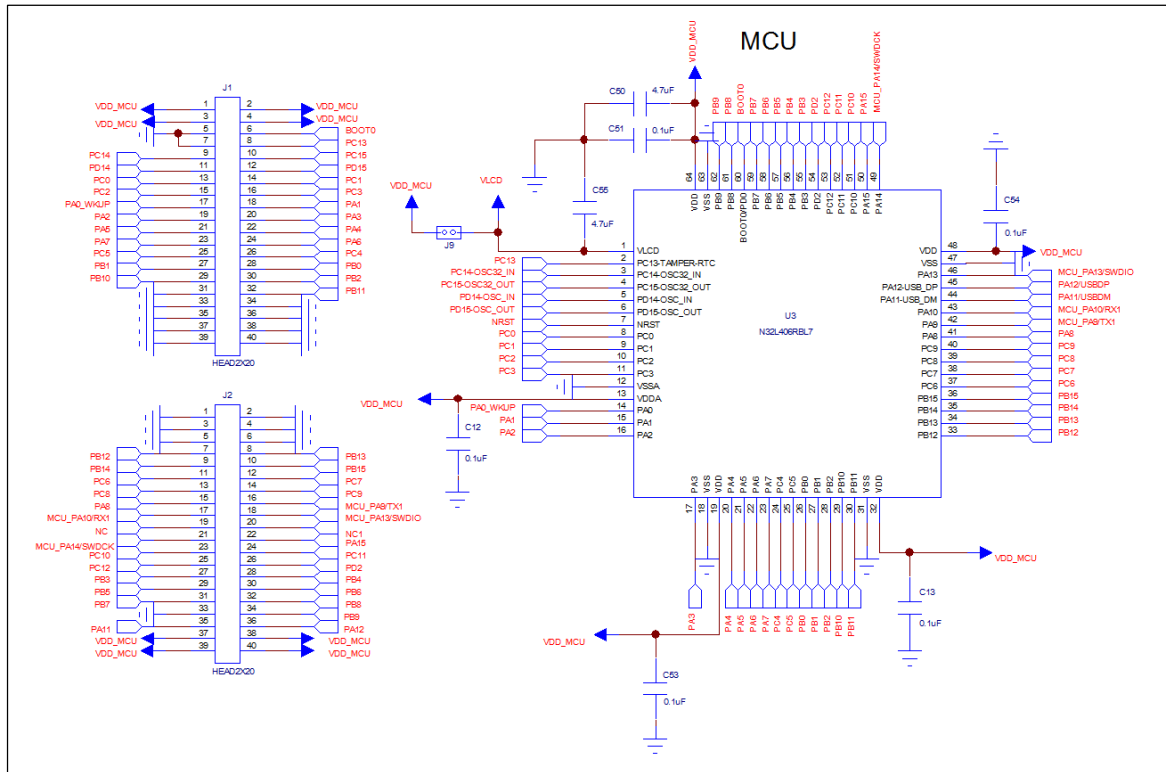 MCU
J1
VDD_MCU 1 2 VDD_MCU
VDD_MCU 3 4 VDD_MCU
5 6 BOOT0
7 8 PC13
PC14 9 10 PC15
PD14 11 12 PD15
PC0 13 14 PC1
PC2 15 16 PC3
PA0_WKUP 17 18 PA1
PA2 19 20 PA3
PA5 21 22 PA4
PA7 23 24 PA6
PC5 25 26 PC4
PB1 27 28 PB0
PB10 29 30 PB2
31 32 PB11
33 34
35 36
37 38
39 40
HEAD2X20
J2
1 2
3 4
5 6
PB12 7 8 PB13
PB14 9 10 PB15
PC6 11 12 PC7
PC8 13 14 PC9
PA8 15 16 MCU_PA9/TX1
MCU_PA10/RX1 17 18 MCU_PA13/SWDIO
NC 19 20 NC1
MCU_PA14/SWDCK 21 22 PA15
PC10 23 24 PC11
PC12 25 26 PD2
PB3 27 28 PB4
PB5 29 30 PB6
PB7 31 32 PB8
33 34 PB9
PA11 35 36 PA12
VDD_MCU 37 38 VDD_MCU
VDD_MCU 39 40 VDD_MCU
HEAD2X20
VDD_MCU
C50 4.7uF
C51 0.1uF
C55 4.7uF
VDD_MCU
VLCD
J9
PB9
PB8
BOOT0
PB7
PB6
PB5
PB4
PB3
PD2
PC12
PC11
PC10
PA15
MCU_PA14/SWDCK
64 VDD
63 VSS
62 PB9
61 PB8
60 BOOT0/PD0
59 PB7
58 PB6
57 PB5
56 PB4
55 PB3
54 PD2
53 PC12
52 PC11
51 PC10
50 PA15
49 PA14
1 VLCD
PC13 2 PC13-TAMPER-RTC
PC14-OSC32_IN 3 PC14-OSC32_IN
PC15-OSC32_OUT 4 PC15-OSC32_OUT
PD14-OSC_IN 5 PD14-OSC_IN
PD15-OSC_OUT 6 PD15-OSC_OUT
NRST 7 NRST
PC0 8 PC0
PC1 9 PC1
PC2 10 PC2
PC3 11 PC3
12 VSSA
VDD_MCU 13 VDDA
PA0_WKUP 14 PA0
PA1 15 PA1
PA2 16 PA2
C12
0.1uF
U3
N32L406RBL7
C54
0.1uF
VDD 48 VDD_MCU
VSS 47
PA13 46 MCU_PA13/SWDIO
PA12-USB_DP 45 PA12/USBDP
PA11-USB_DM 44 PA11/USBDM
PA10 43 MCU_PA10/RX1
PA9 42 MCU_PA9/TX1
PA8 41 PA8
PC9 40 PC9
PC8 39 PC8
PC7 38 PC7
PC6 37 PC6
PB15 36 PB15
PB14 35 PB14
PB13 34 PB13
PB12 33 PB12
PA3 17
VSS 18
VDD 19
PA4 20
PA5 21
PA6 22
PA7 23
PC4 24
PC5 25
PB0 26
PB1 27
PB2 28
PB10 29
PB11 30
VSS 31
VDD 32
PA3
PA4
PA5
PA6
PA7
PC4
PC5
PB0
PB1
PB2
PB10
PB11
VDD_MCU
C53
0.1uF
VDD_MCU
C13
0.1uF